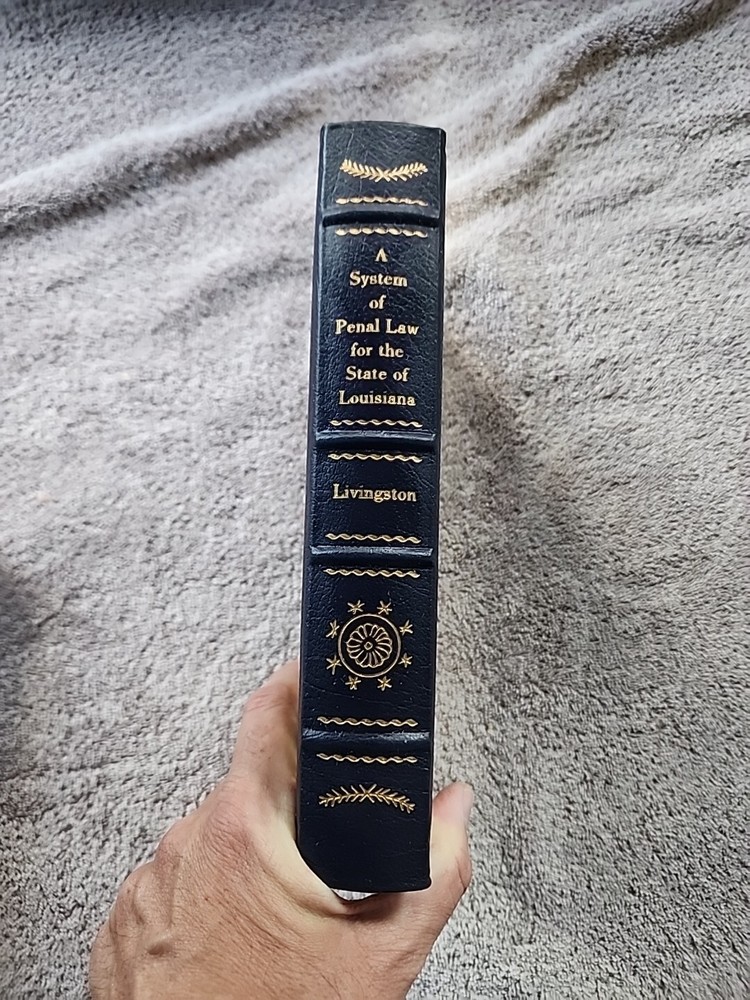 A
System
of
Penal Law
for the
State of
Louisiana
Livingston